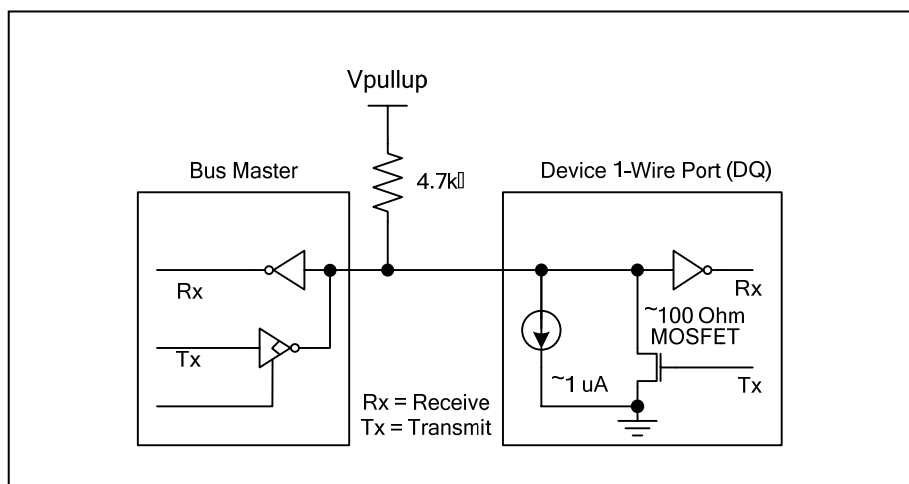 Vpullup
Bus Master
4.7k▯
Device 1-Wire Port (DQ)
Rx
Tx
Rx = Receive
Tx = Transmit
~1 uA
~100 Ohm
MOSFET
Rx
Tx